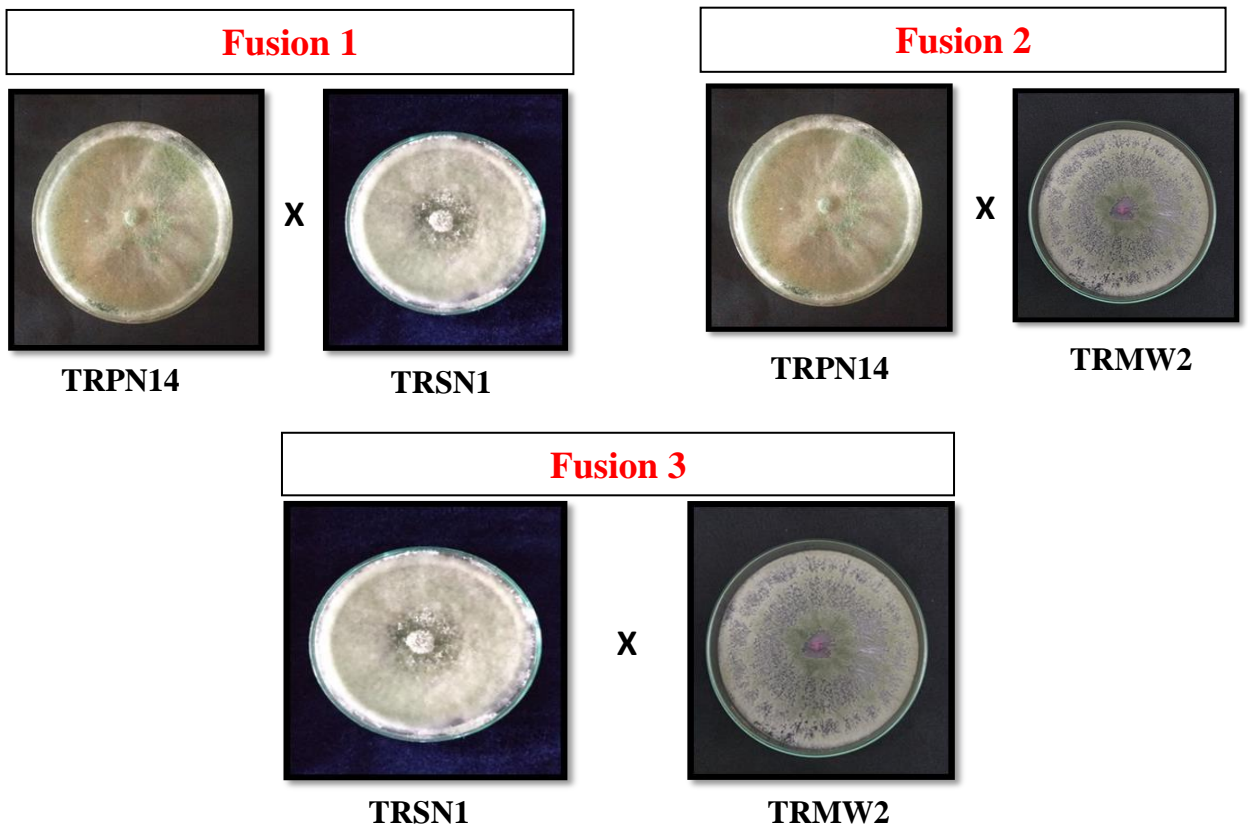 Fusion 1
X
TRPN14
TRSN1
Fusion 2
X
TRPN14
TRMW2
Fusion 3
X
TRSN1
TRMW2